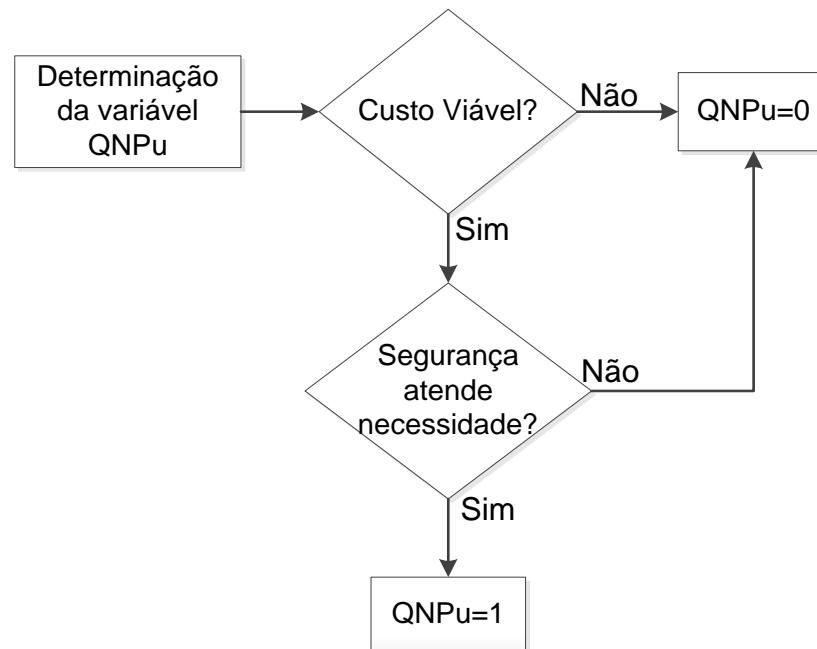 Determinação
da variável
QNPu
Custo Viável?
Não
QNPu=0
Sim
Segurança
atende
necessidade?
Não
Sim
QNPu=1